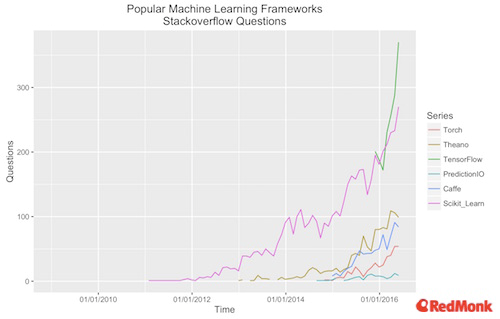 Popular Machine Learning Frameworks
Stackoverflow Questions
300
200
100
0
Questions
01/01/2010
01/01/2012
01/01/2014
01/01/2016
Time
Series
Torch
Theano
TensorFlow
PredictionIO
Caffe
Scikit_Learn
RedMonk